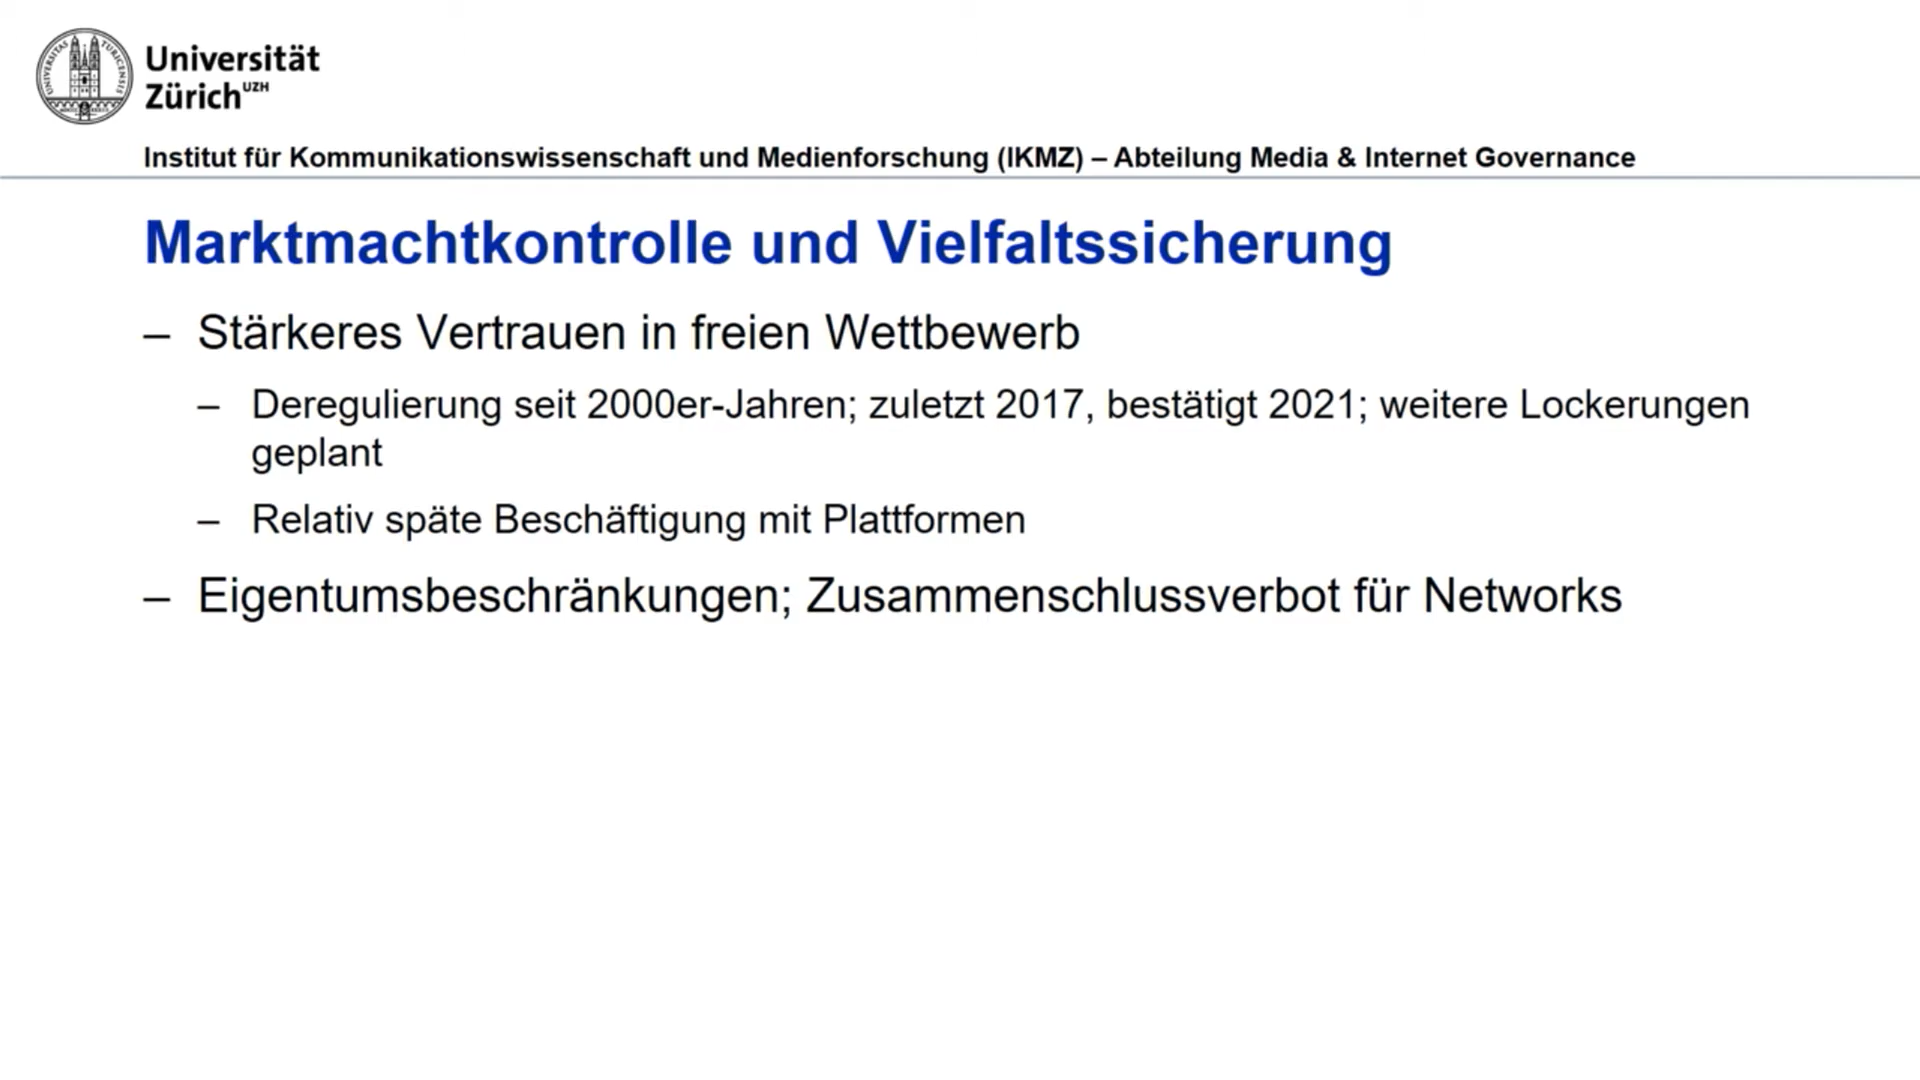 UNIVERSITAS TURICENSIS
Universität
Zürich UZH
Institut für Kommunikationswissenschaft und Medienforschung (IKMZ) – Abteilung Media & Internet Governance
Marktmachtkontrolle und Vielfaltssicherung
– Stärkeres Vertrauen in freien Wettbewerb
– Deregulierung seit 2000er-Jahren; zuletzt 2017, bestätigt 2021; weitere Lockerungen
geplant
– Relativ späte Beschäftigung mit Plattformen
– Eigentumsbeschränkungen; Zusammenschlussverbot für Networks